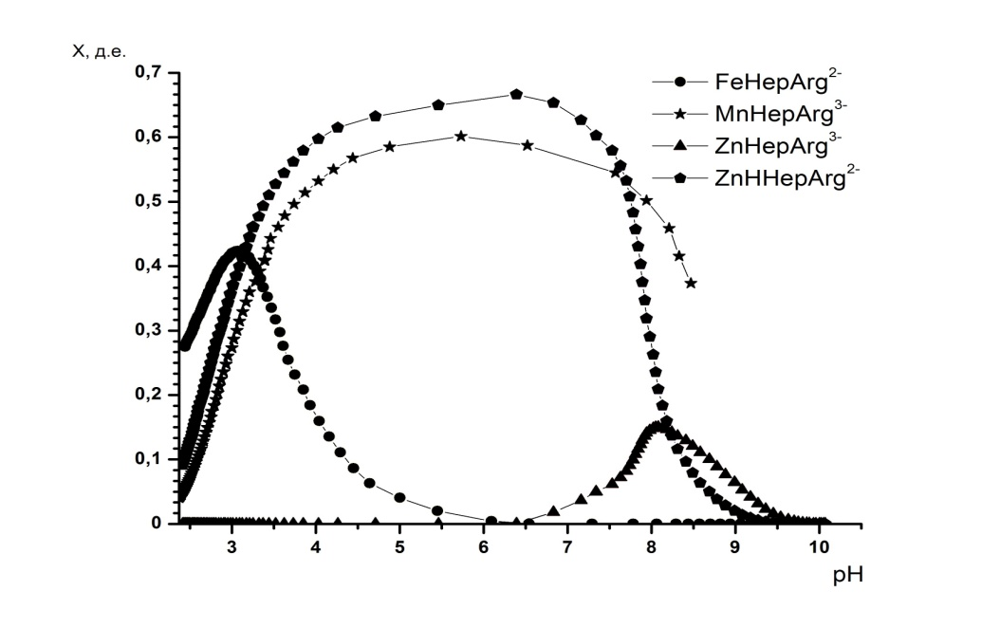 X, д.е.
0,7
0,6
0,5
0,4
0,3
0,2
0,1
0
3 4 5 6 7 8 9 10
pH
FeHepArg²⁻
MnHepArg³⁻
ZnHepArg³⁻
ZnHHepArg²⁻